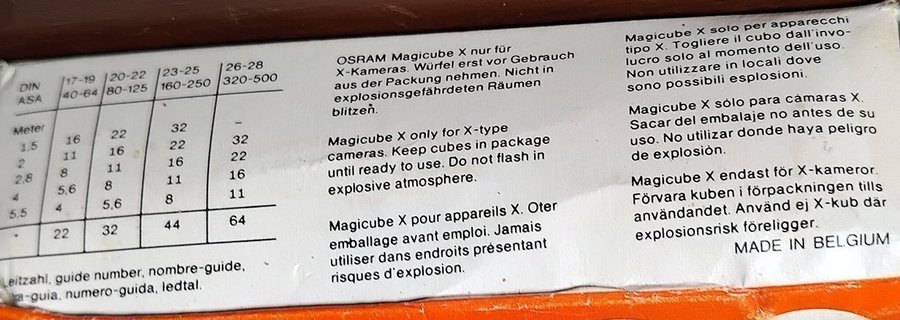 DIN 17-19 20-22 23-25 26-28
ASA 40-64 80-125 160-250 320-500
Meter
1,5 16 22 32 –
2 11 16 22 32
2,8 8 11 16 22
4 5,6 8 11 16
5,5 4 5,6 8 11
- 22 32 44 64
Leitzahl, guide number, nombre-guide,
-guia, numero-guida, ledtal.
OSRAM Magicube X nur für
X-Kameras. Würfel erst vor Gebrauch
aus der Packung nehmen. Nicht in
explosionsgefährdeten Räumen
blitzen.
Magicube X only for X-type
cameras. Keep cubes in package
until ready to use. Do not flash in
explosive atmosphere.
Magicube X pour appareils X. Oter
emballage avant emploi. Jamais
utiliser dans endroits présentant
risques d'explosion.
Magicube X solo per apparecchi
tipo X. Togliere il cubo dall'invo-
lucro solo al momento dell'uso.
Non utilizzare in locali dove
sono possibili esplosioni.
Magicube X sólo para cámaras X.
Sacar del embalaje no antes de su
uso. No utilizar donde haya peligro
de explosión.
Magicube X endast för X-kameror.
Förvara kuben i förpackningen tills
användandet. Använd ej X-kub där
explosionsrisk föreligger.
MADE IN BELGIUM